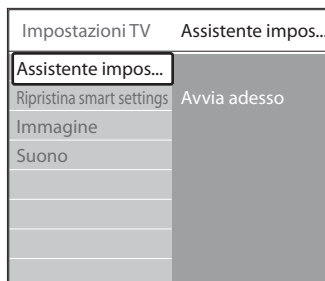 Impostazioni TV Assistente impos...
Assistente impos...
Ripristina smart settings Avvia adesso
Immagine
Suono